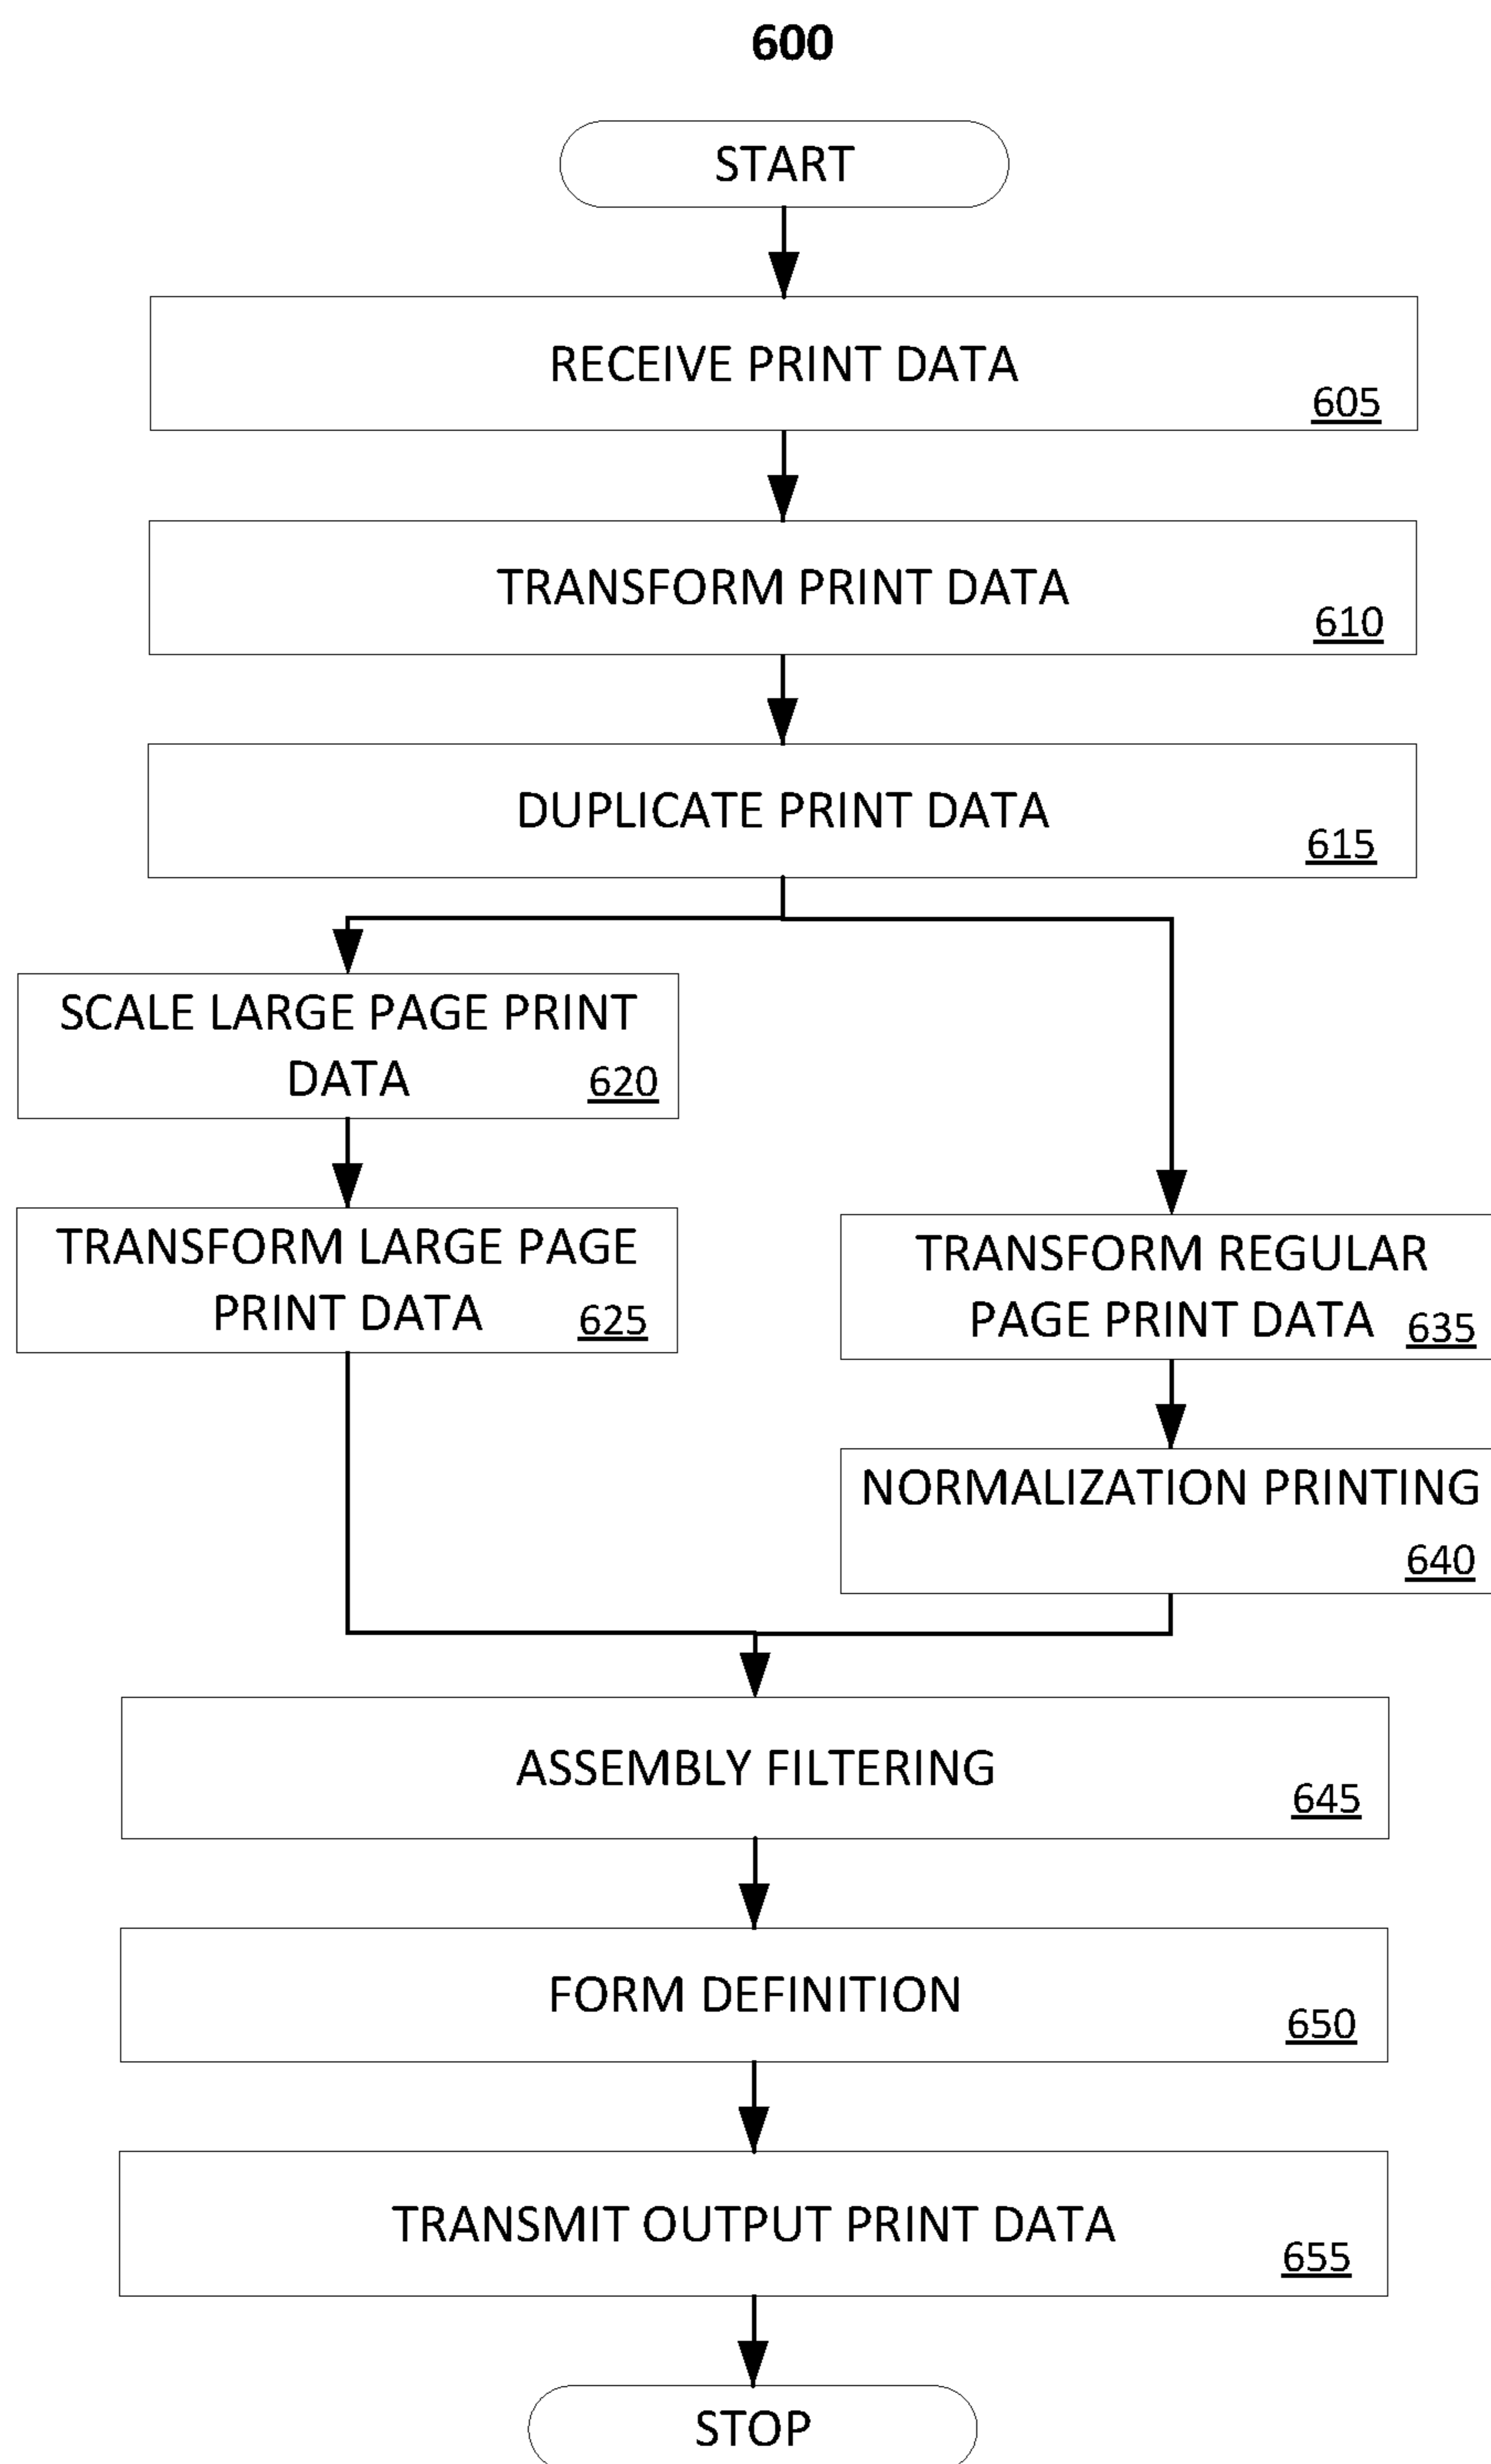 600
START
RECEIVE PRINT DATA
605
TRANSFORM PRINT DATA
610
DUPLICATE PRINT DATA
615
SCALE LARGE PAGE PRINT
DATA
620
TRANSFORM LARGE PAGE
PRINT DATA
625
TRANSFORM REGULAR
PAGE PRINT DATA
635
NORMALIZATION PRINTING
640
ASSEMBLY FILTERING
645
FORM DEFINITION
650
TRANSMIT OUTPUT PRINT DATA
655
STOP